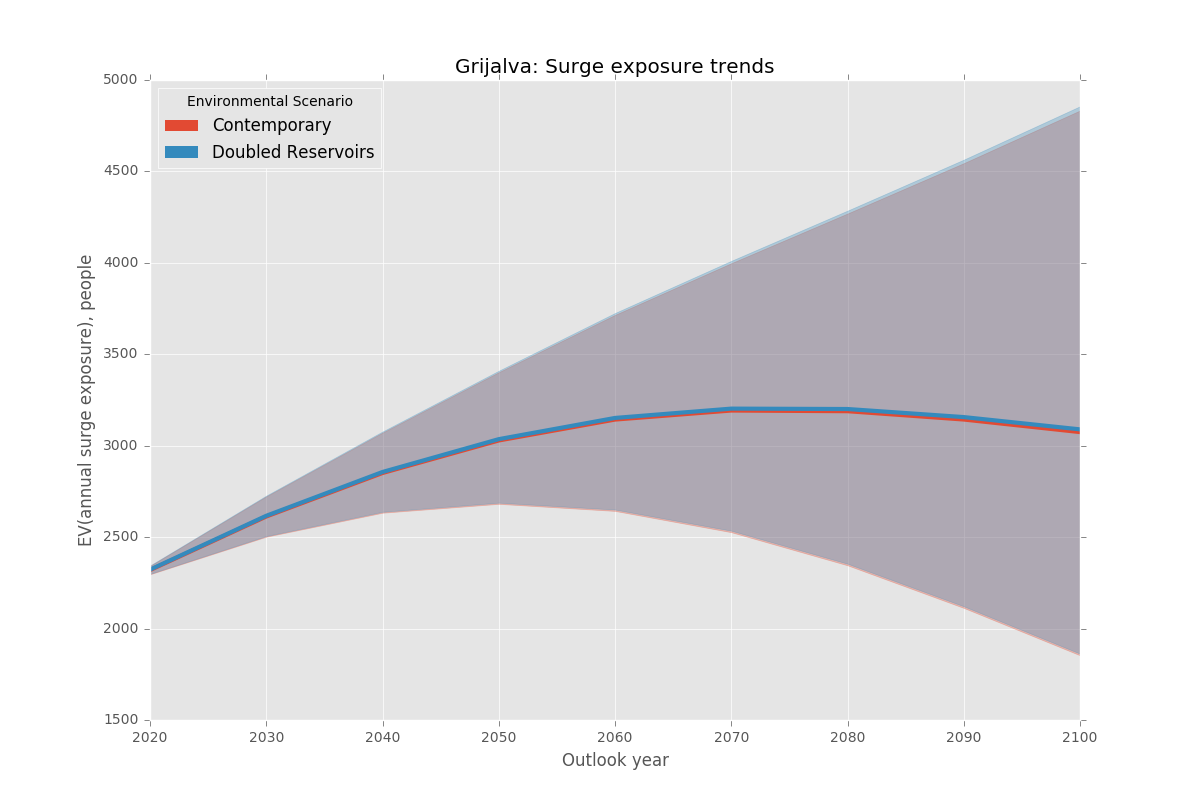 Grijalva: Surge exposure trends
Environmental Scenario
Contemporary
Doubled Reservoirs
EV(annual surge exposure), people
5000
4500
4000
3500
3000
2500
2000
1500
2020 2030 2040 2050 2060 2070 2080 2090 2100
Outlook year